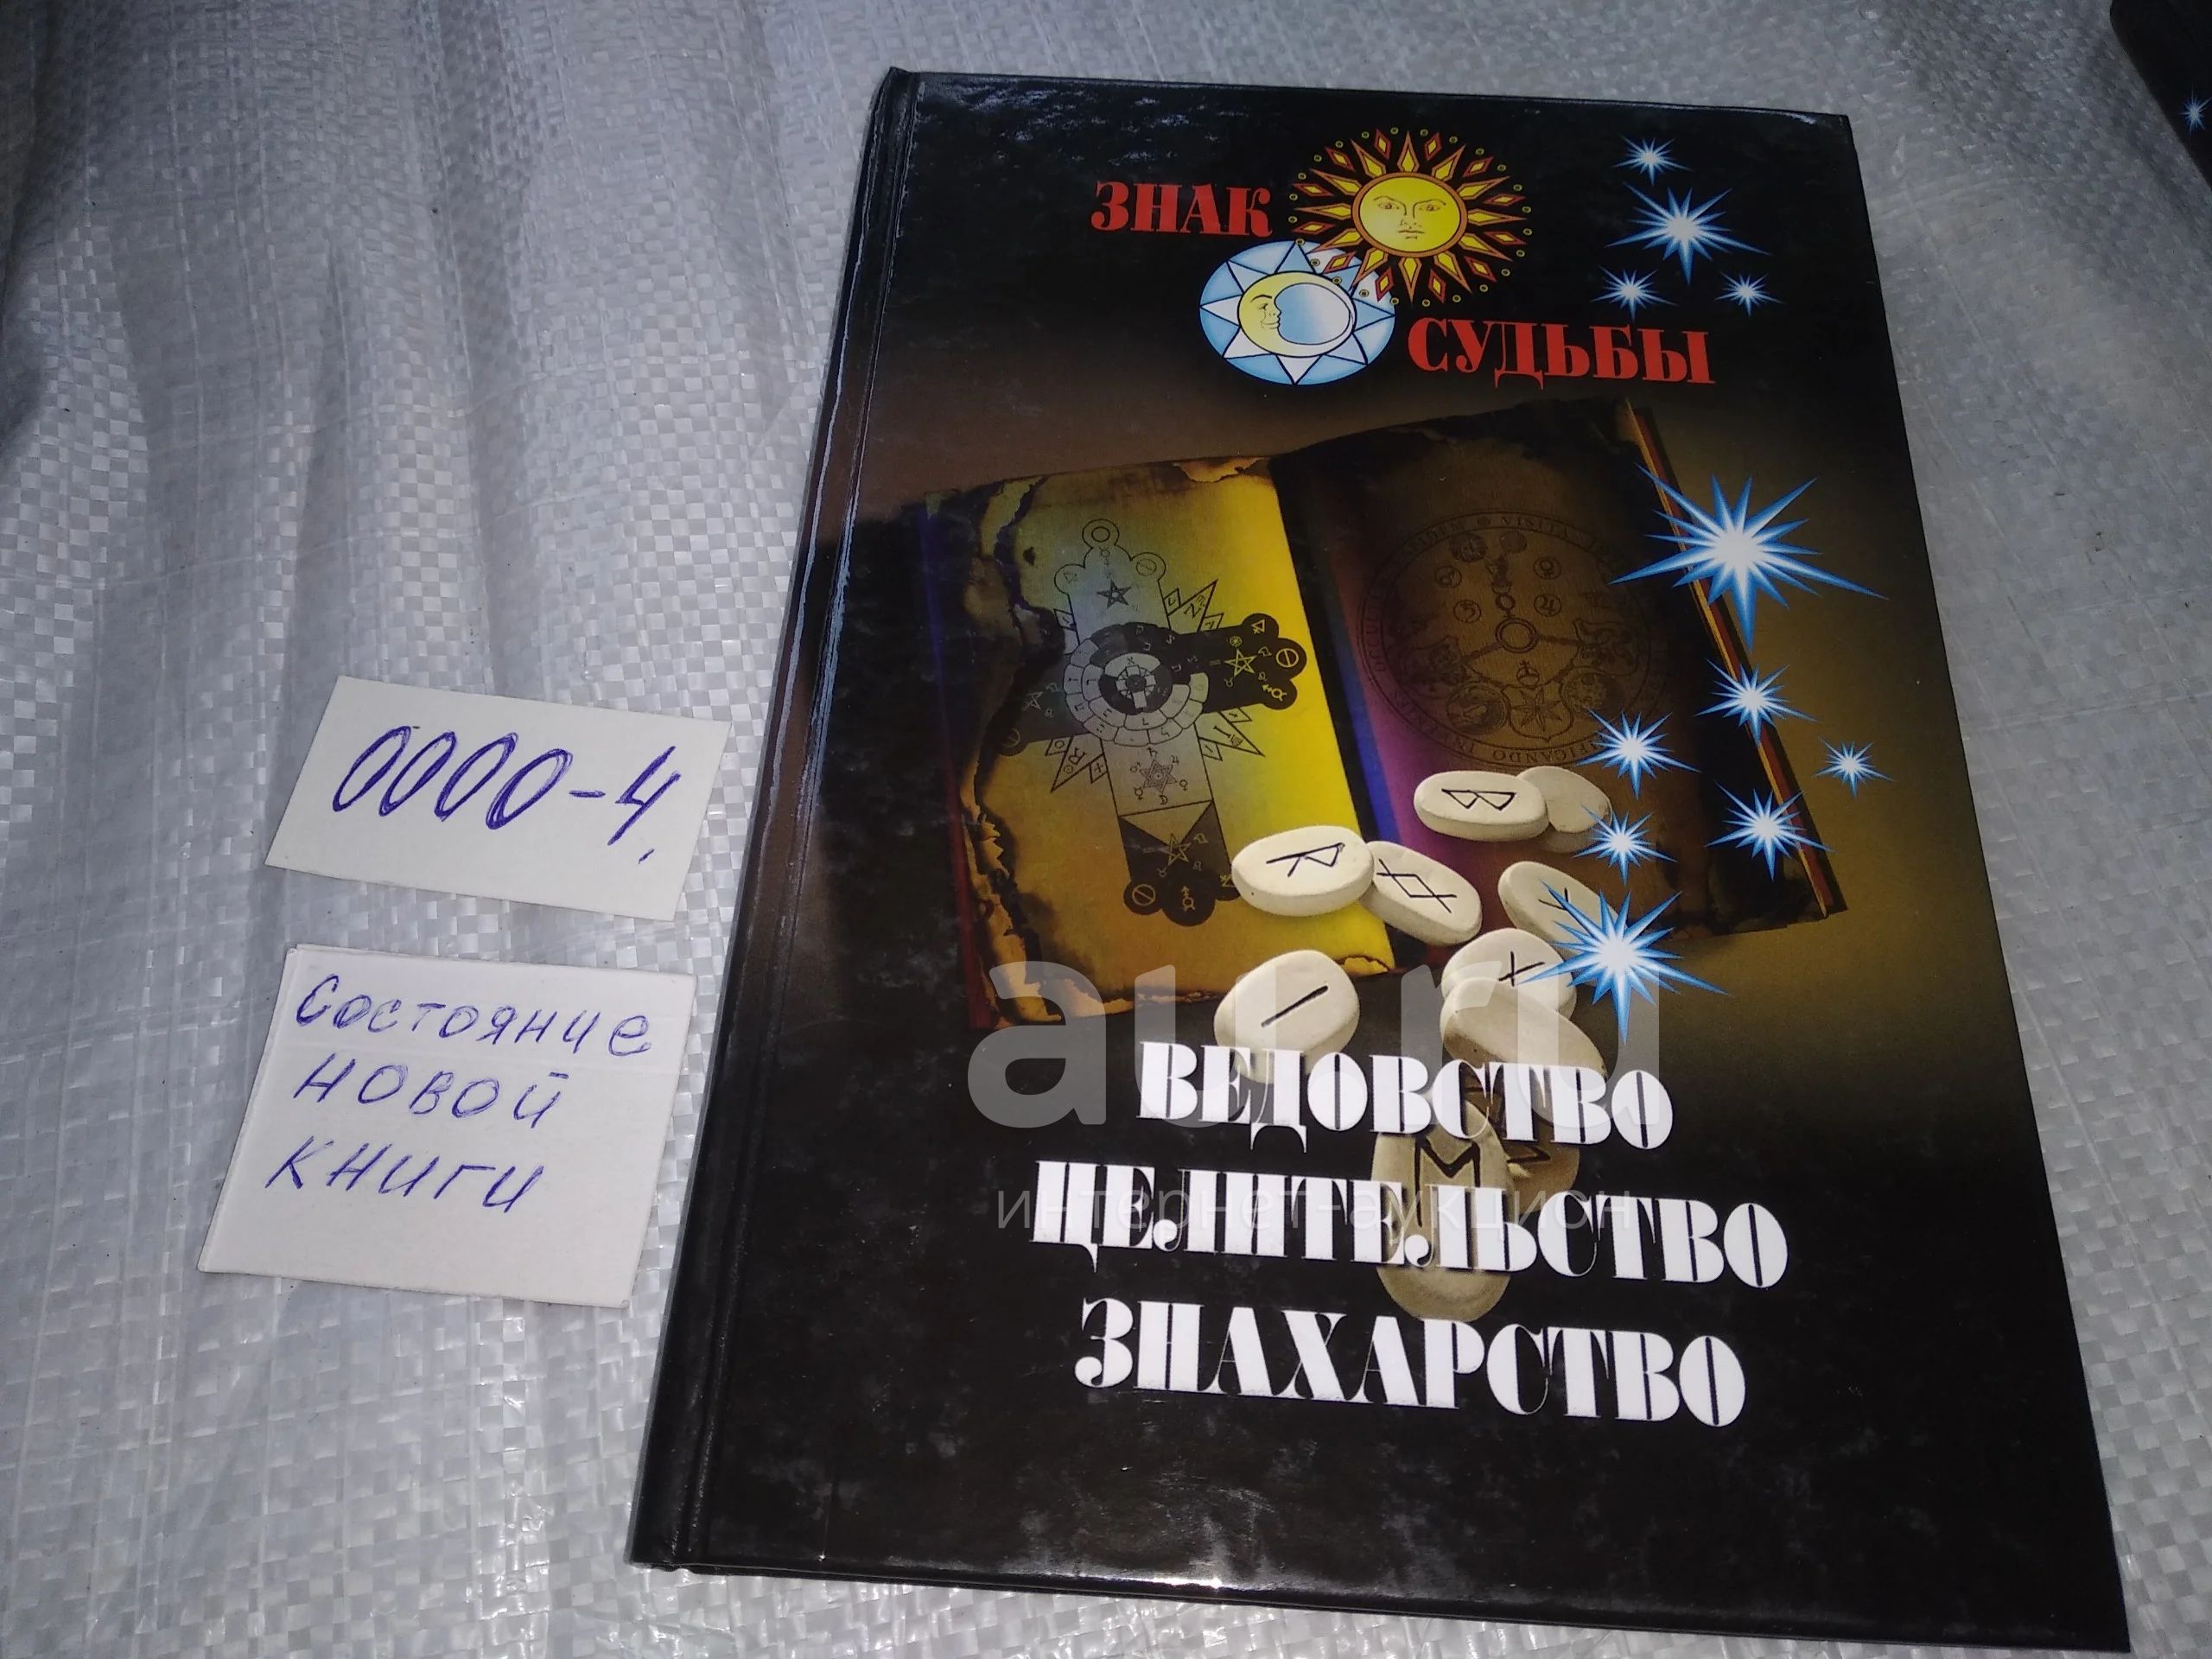 ЗНАК
СУДЬБЫ
0000-4,
Состояние
новой
книги
au.ru
ВЕДОВСТВО
интернет-аукцион
ЦЕЛИТЕЛЬСТВО
ЗНАХАРСТВО